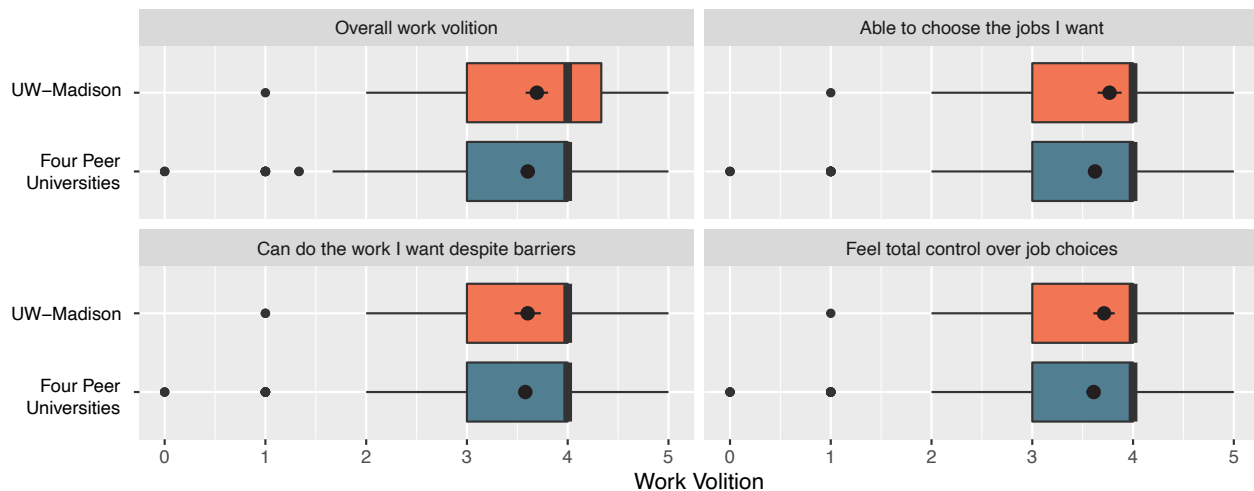 Overall work volition
Able to choose the jobs I want
UW−Madison
Four Peer
Universities
Can do the work I want despite barriers
Feel total control over job choices
UW−Madison
Four Peer
Universities
0 1 2 3 4 5 0 1 2 3 4 5
Work Volition